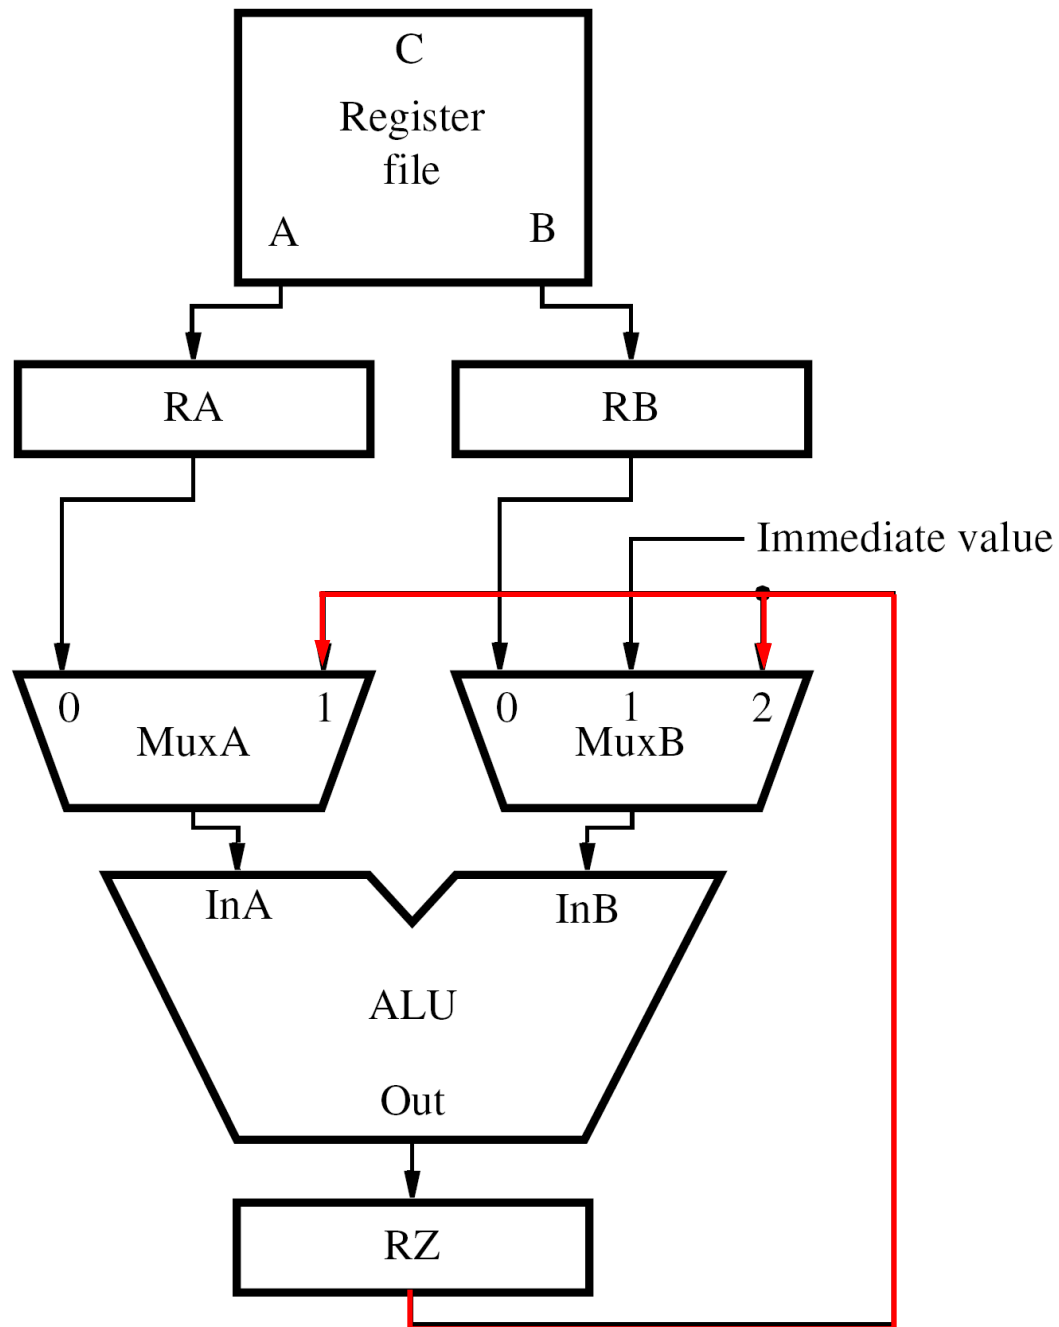 C
Register
file
A
B
RA
RB
Immediate value
0
1
MuxA
0
1
2
MuxB
InA
InB
ALU
Out
RZ